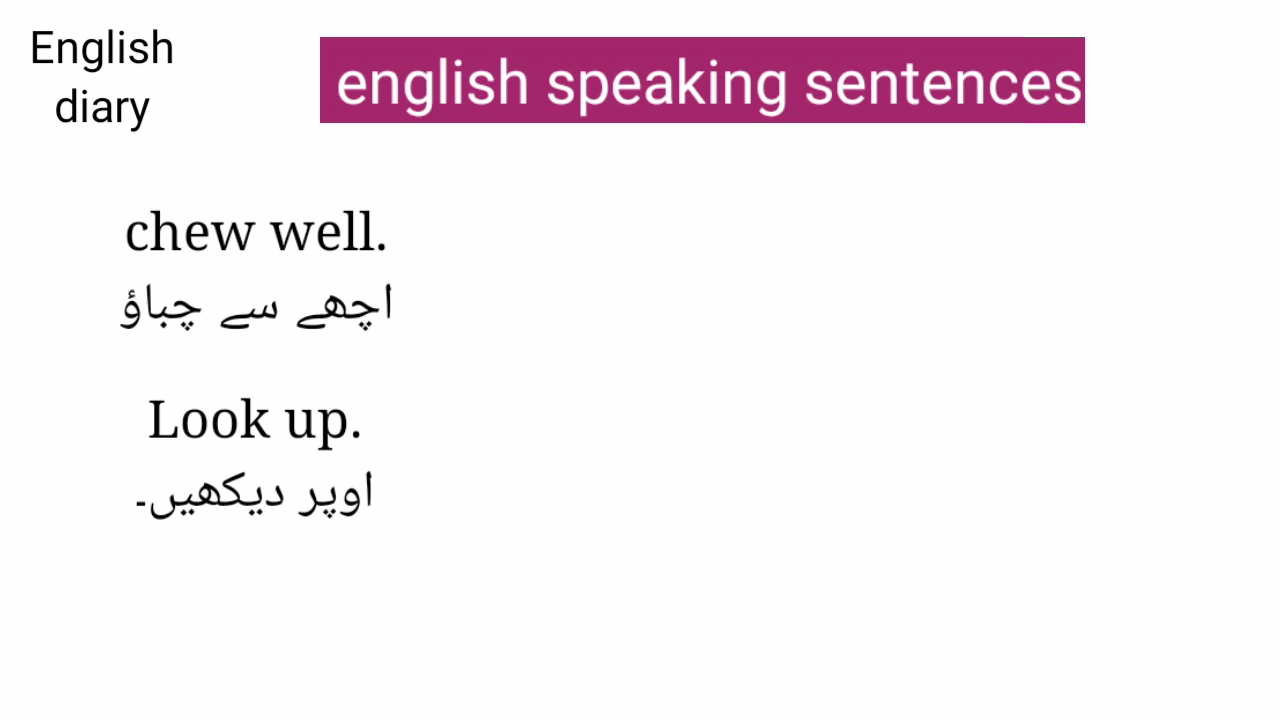 English
diary
english speaking sentences
chew well.
اچھے سے چباؤ
Look up.
اوپر دیکھیں۔